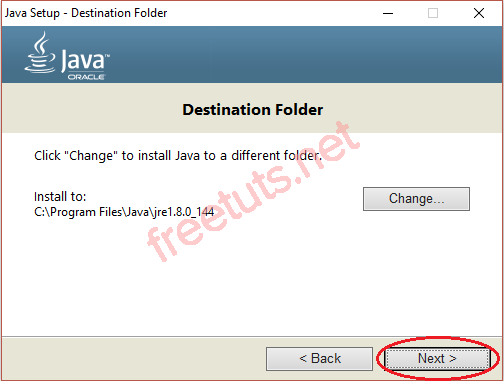 Java Setup - Destination Folder
Java™
ORACLE
Destination Folder
Click "Change" to install Java to a different folder.
Install to:
C:\Program Files\Java\jre1.8.0_144
Change...
freetuts.net
< Back
Next >